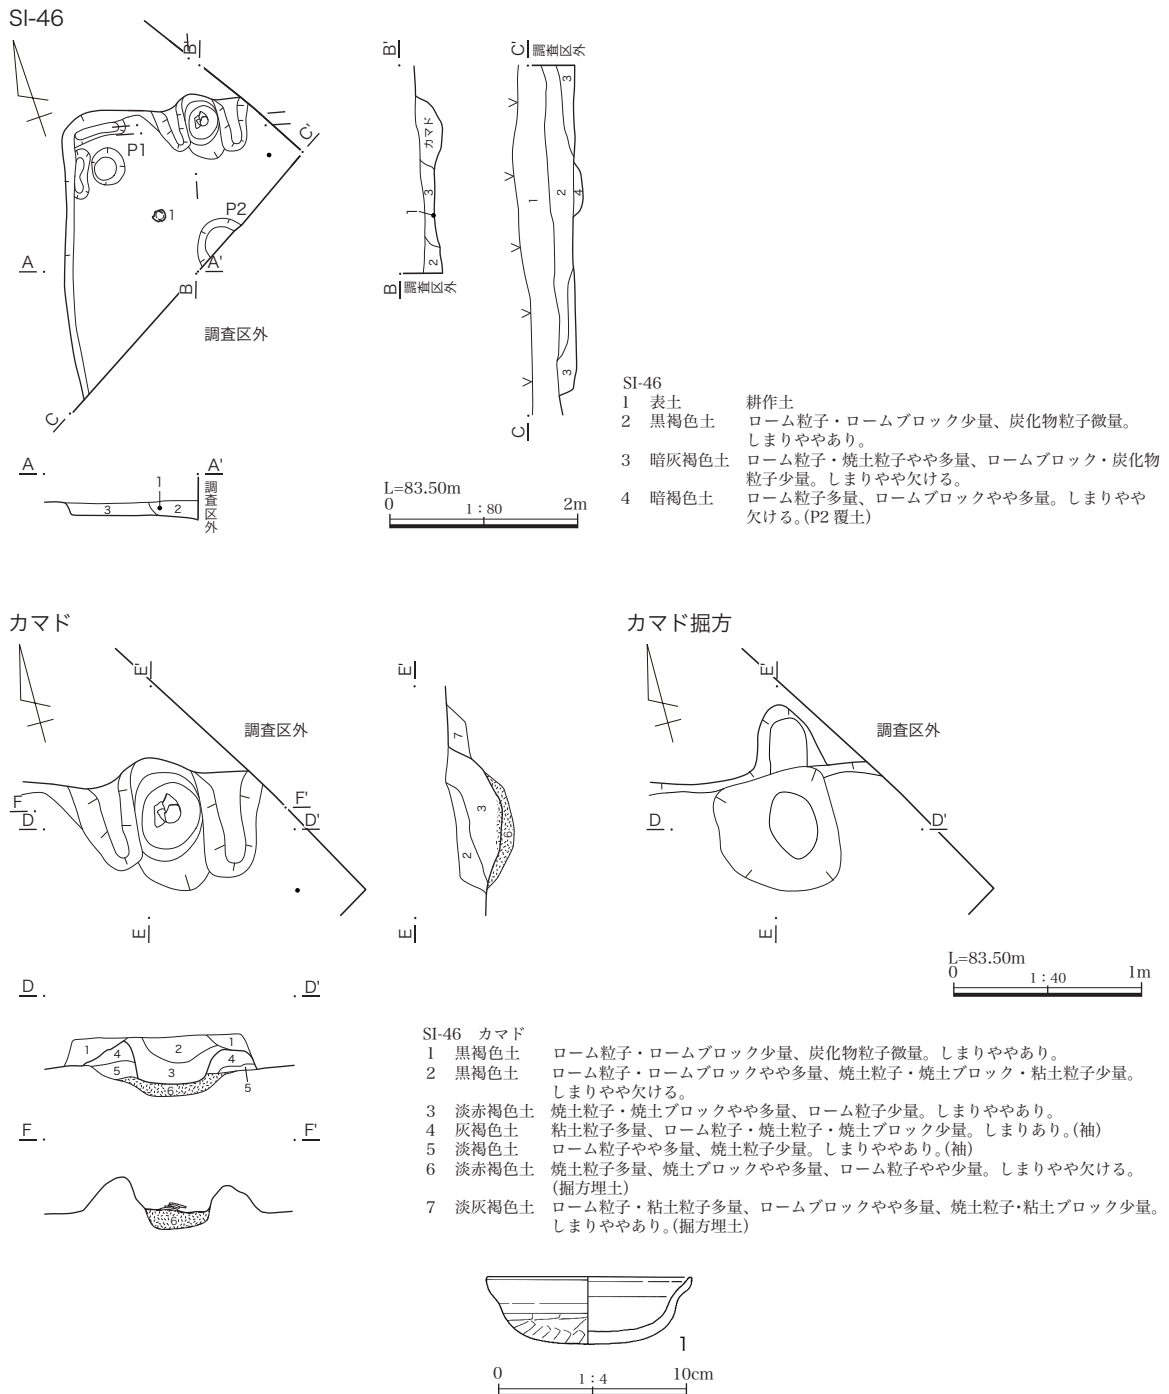 SI-46
B'
C'
P1
1
P2
A
A'
B
調査区外
C
B'
カマド
3
1
2
B
調査区外
C'
調査区外
3
1
2
4
3
C
A
A'
1
3
2
調査区外
L=83.50m
0 1：80 2m
SI-46
1 表土 耕作土
2 黒褐色土 ローム粒子・ロームブロック少量、炭化物粒子微量。
しまりややあり。
3 暗灰褐色土 ローム粒子・焼土粒子やや多量、ロームブロック・炭化物
粒子少量。しまりやや欠ける。
4 暗褐色土 ローム粒子多量、ロームブロックやや多量。しまりやや
欠ける。(P2 覆土)
カマド
E'
調査区外
F
F'
D
D'
E
E'
7
3
6
2
E
カマド掘方
E'
調査区外
D
D'
E
L=83.50m
0 1：40 1m
D
D'
1
4
2
1
4
5
3
6
5
F
F'
6
SI-46 カマド
1 黒褐色土 ローム粒子・ロームブロック少量、炭化物粒子微量。しまりややあり。
2 黒褐色土 ローム粒子・ロームブロックやや多量、焼土粒子・焼土ブロック・粘土粒子少量。
しまりやや欠ける。
3 淡赤褐色土 焼土粒子・焼土ブロックやや多量、ローム粒子少量。しまりややあり。
4 灰褐色土 粘土粒子多量、ローム粒子・焼土粒子・焼土ブロック少量。しまりあり。(袖)
5 淡褐色土 ローム粒子やや多量、焼土粒子少量。しまりややあり。(袖)
6 淡赤褐色土 焼土粒子多量、焼土ブロックやや多量、ローム粒子やや少量。しまりやや欠ける。
(掘方埋土)
7 淡灰褐色土 ローム粒子・粘土粒子多量、ロームブロックやや多量、焼土粒子・粘土ブロック少量。
しまりややあり。(掘方埋土)
1
0 1：4 10cm